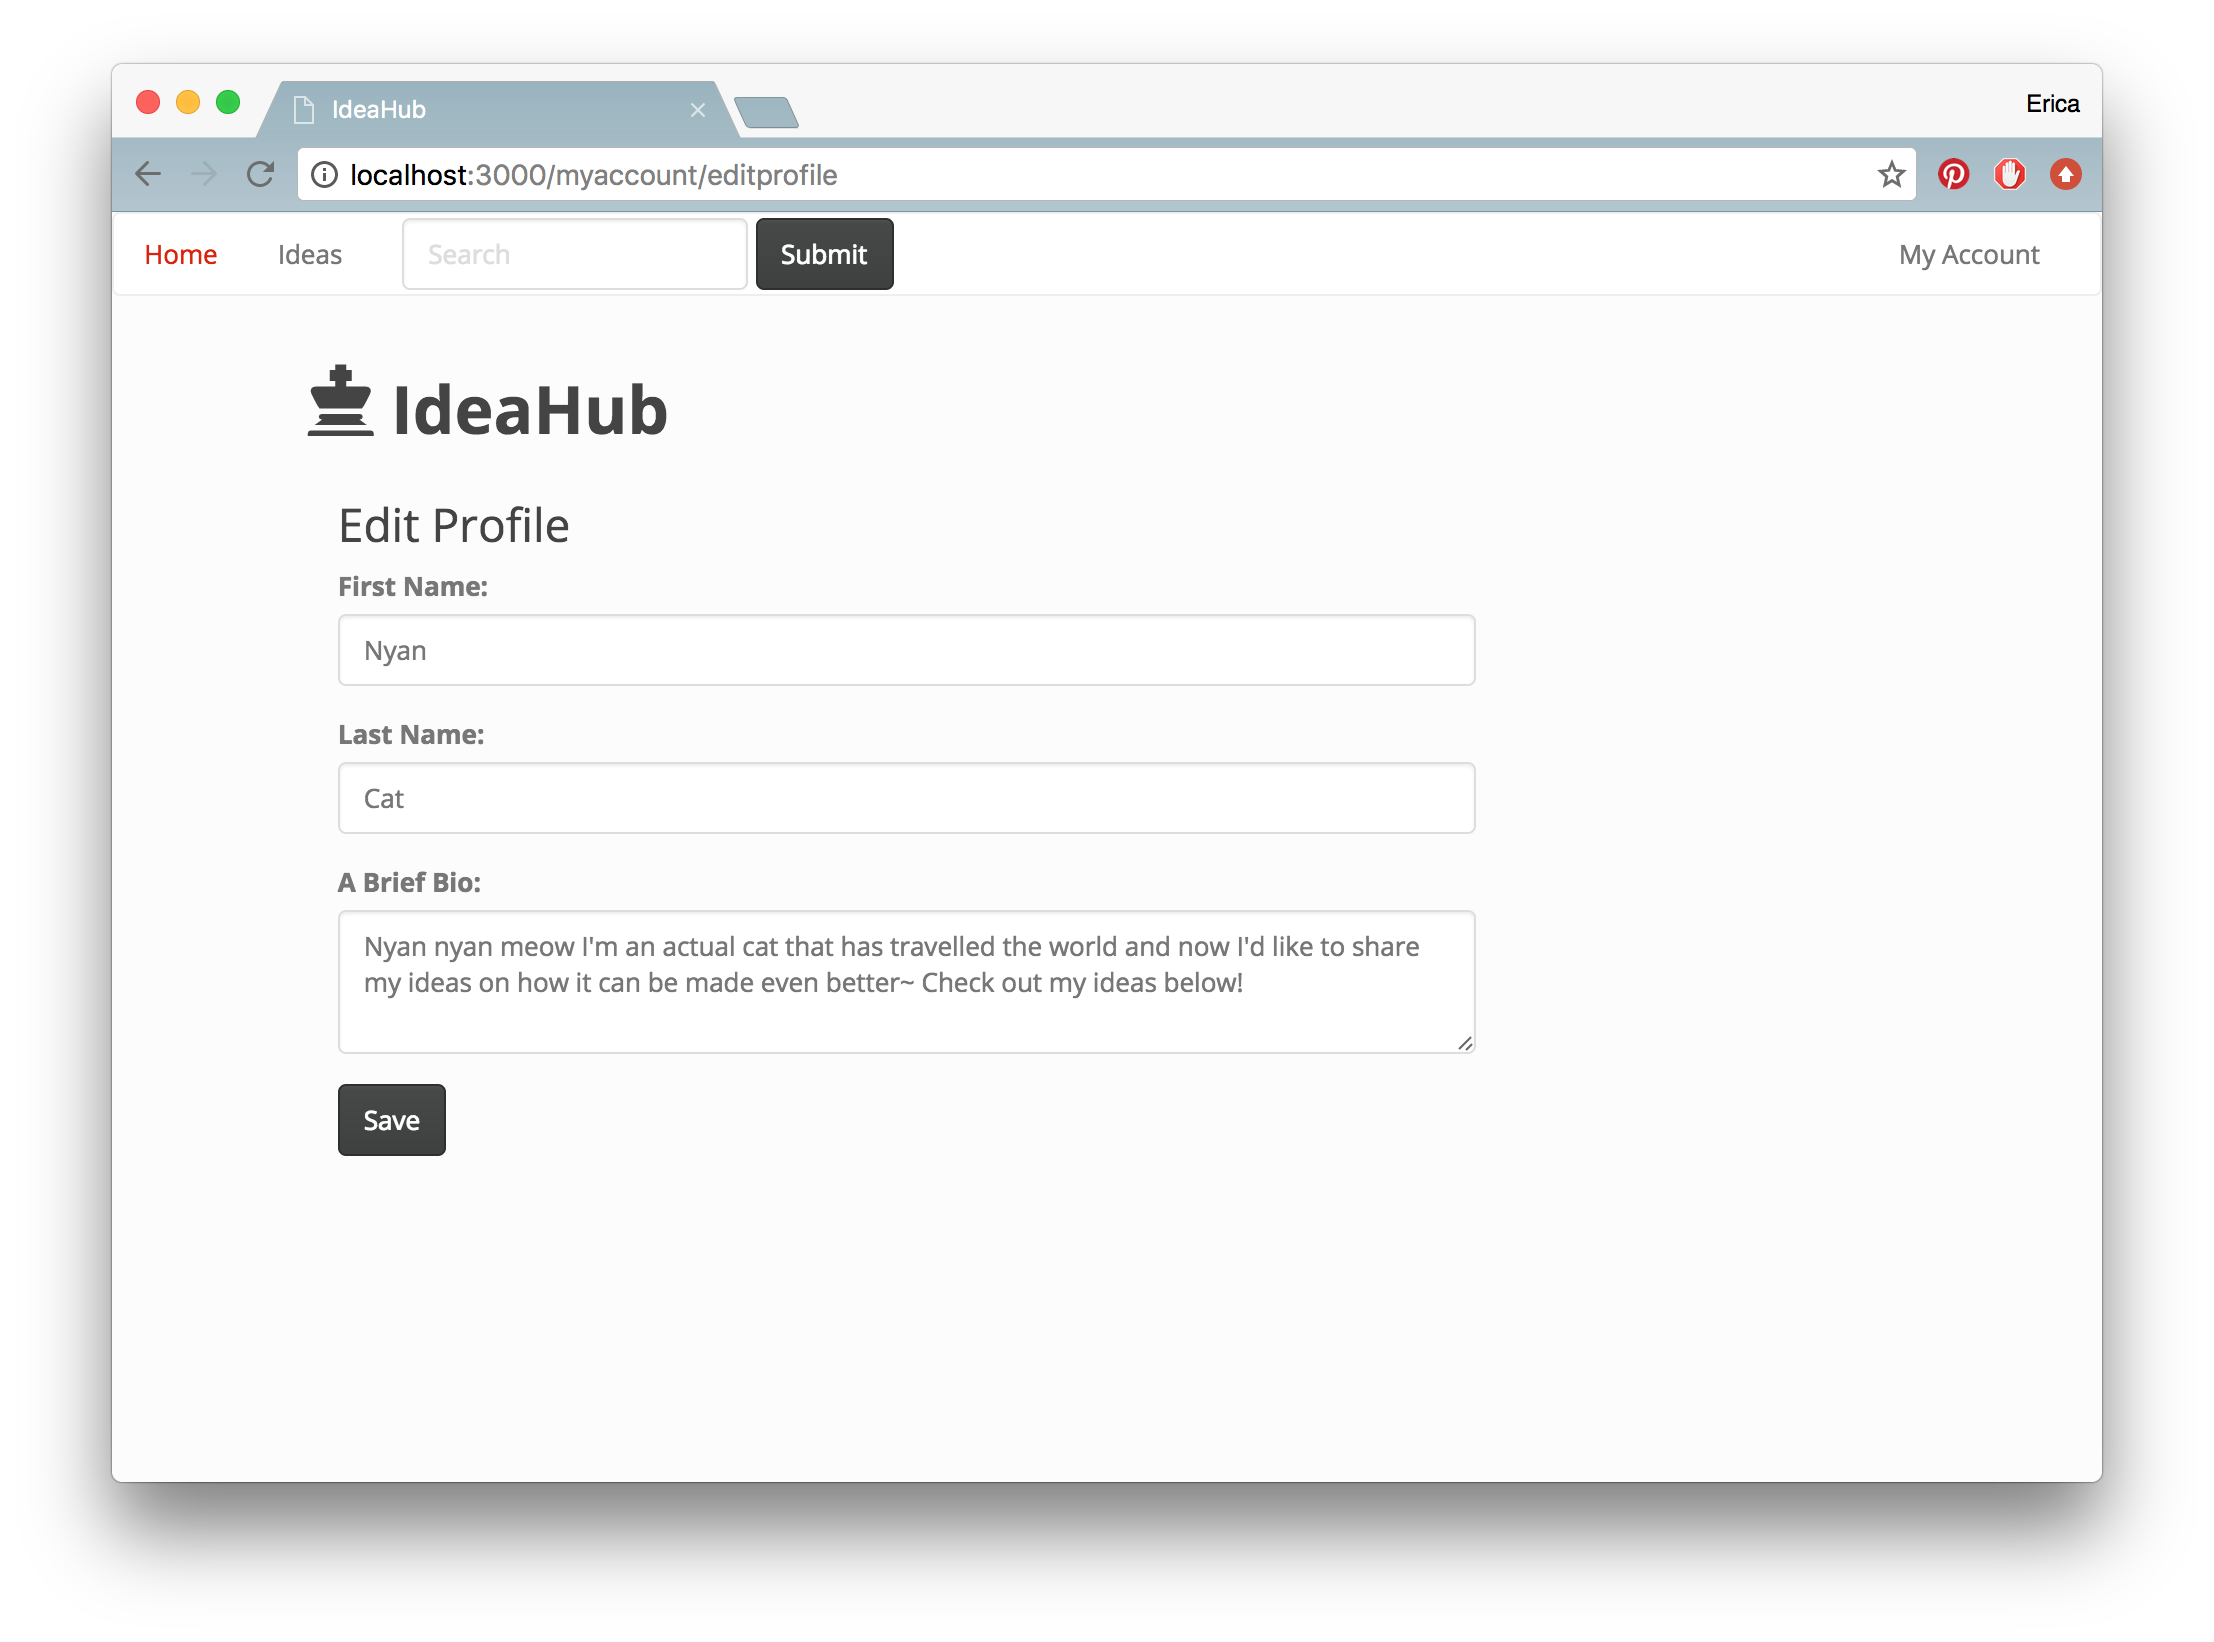 IdeaHub
Erica
localhost:3000/myaccount/editprofile
Home Ideas Search Submit My Account
IdeaHub
Edit Profile
First Name:
Nyan
Last Name:
Cat
A Brief Bio:
Nyan nyan meow I'm an actual cat that has travelled the world and now I'd like to share
my ideas on how it can be made even better~ Check out my ideas below!
Save